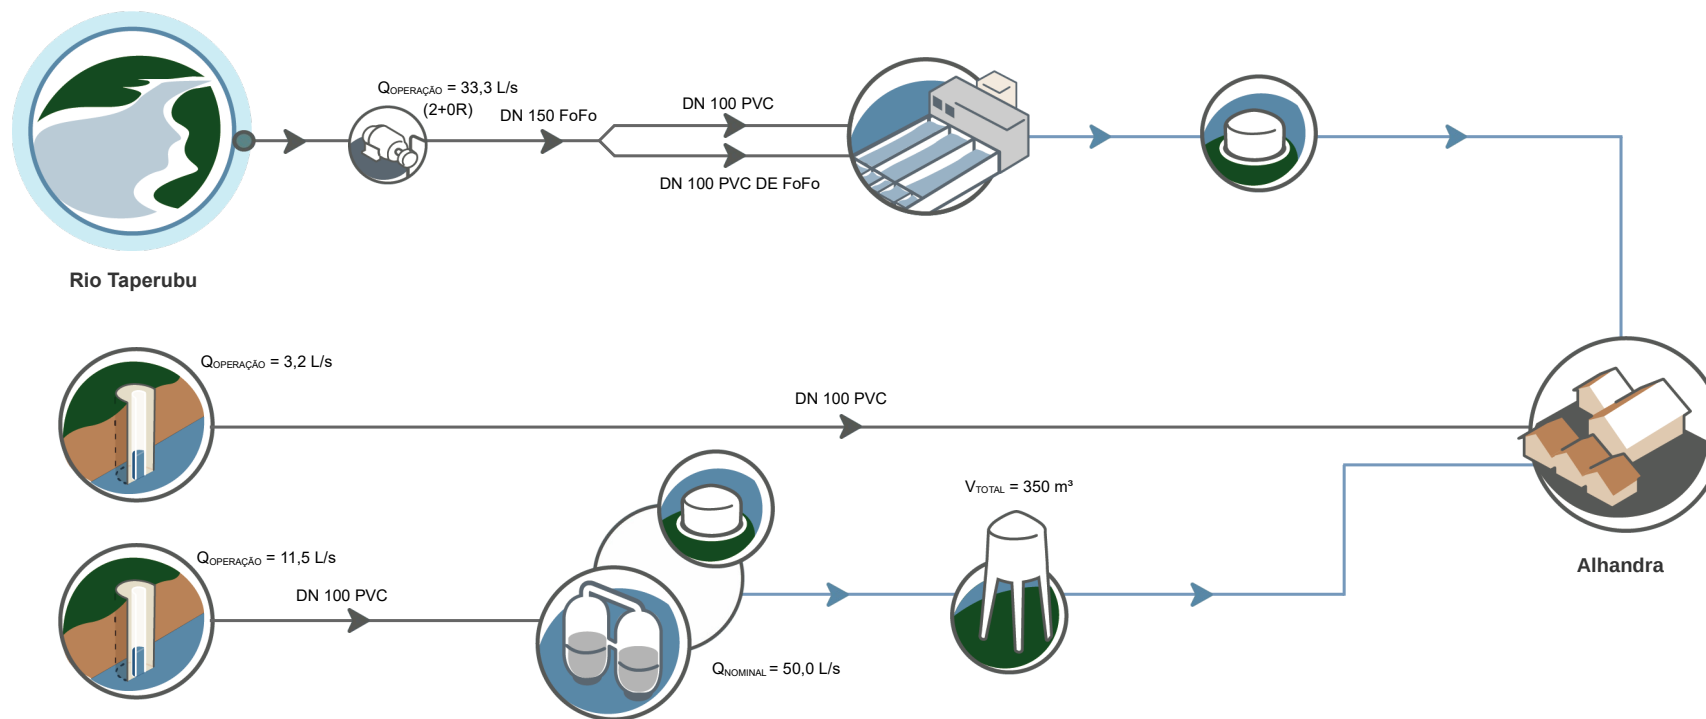 QOPERAÇÃO = 33,3 L/s
(2+0R)
DN 150 FoFo
DN 100 PVC
DN 100 PVC DE FoFo
Rio Taperubu
QOPERAÇÃO = 3,2 L/s
DN 100 PVC
QOPERAÇÃO = 11,5 L/s
DN 100 PVC
VTOTAL = 350 m³
QNOMINAL = 50,0 L/s
Alhandra